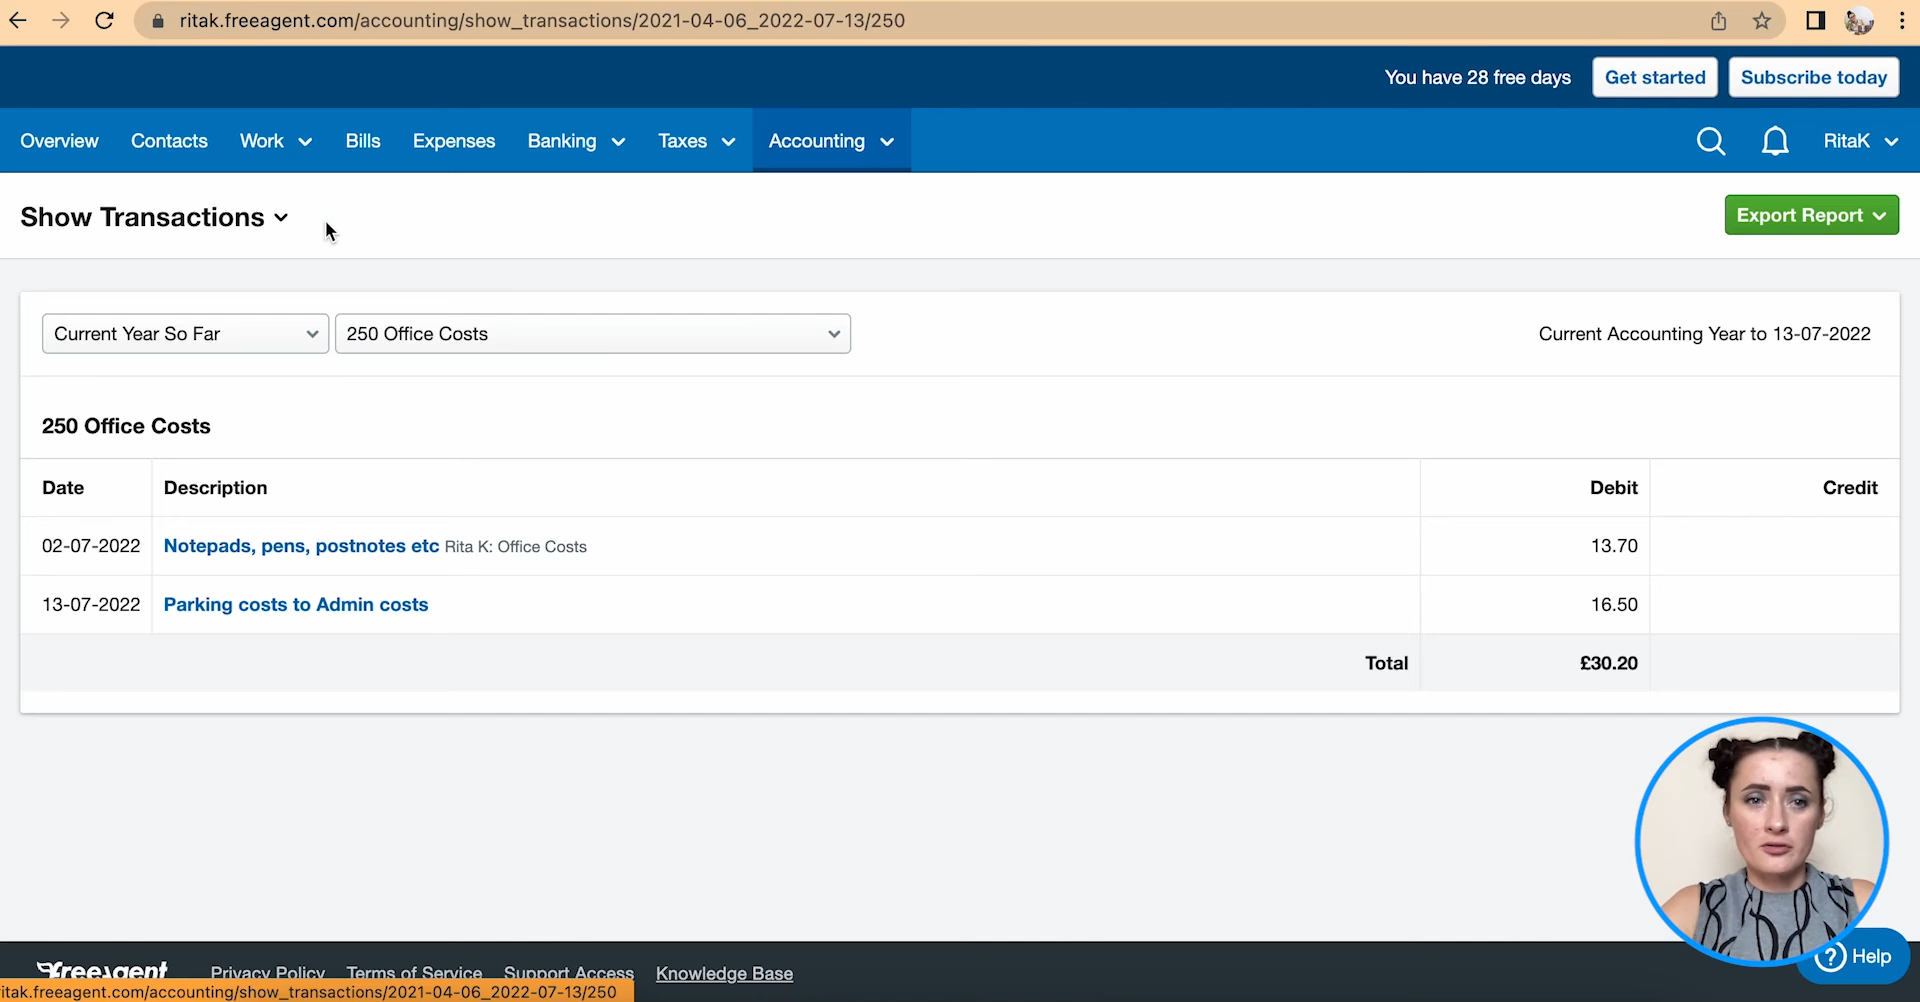 ritak.freeagent.com/accounting/show_transactions/2021-04-06_2022-07-13/250
You have 28 free days Get started Subscribe today
Overview Contacts Work Bills Expenses Banking Taxes Accounting RitaK
Show Transactions Export Report
Current Year So Far 250 Office Costs Current Accounting Year to 13-07-2022
250 Office Costs
Date Description Debit Credit
02-07-2022 Notepads, pens, postnotes etc Rita K: Office Costs 13.70
13-07-2022 Parking costs to Admin costs 16.50
Total £30.20
freeagent Privacy Policy Terms of Service Support Access Knowledge Base
? Help
itak.freeagent.com/accounting/show_transactions/2021-04-06_2022-07-13/250